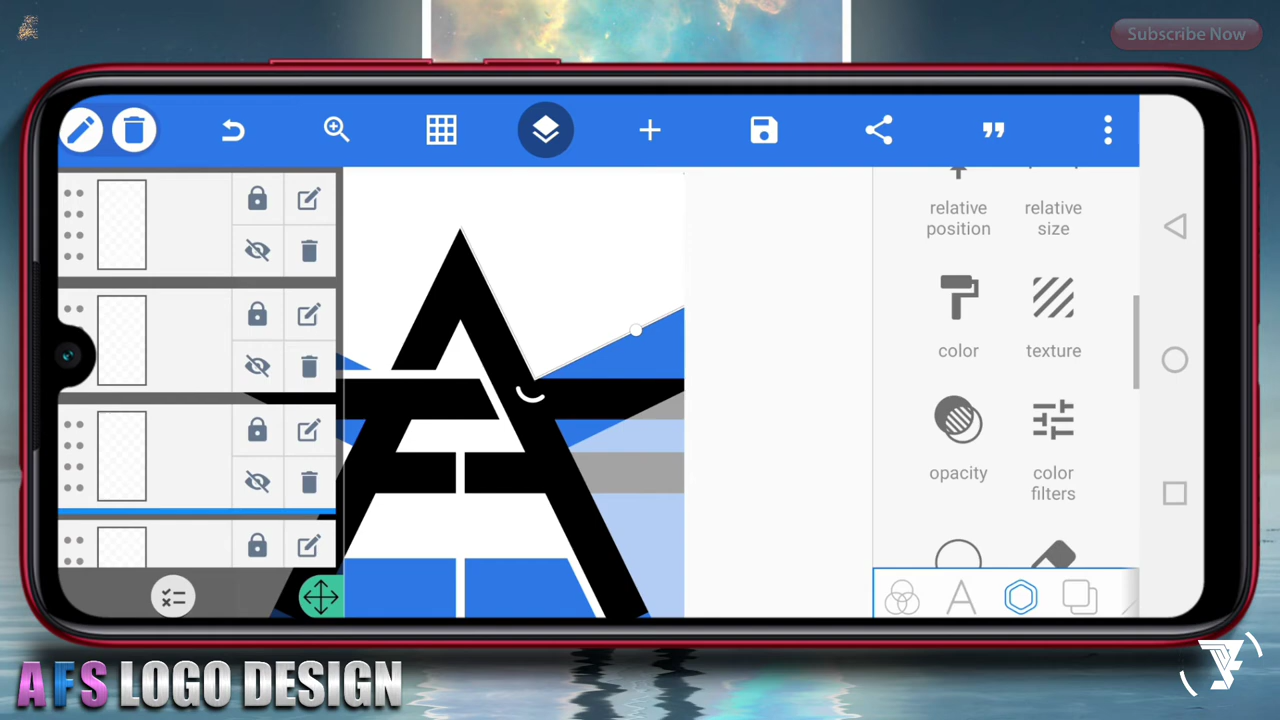 Subscribe Now
relative
position
relative
size
color
texture
opacity
color
filters
AFS LOGO DESIGN